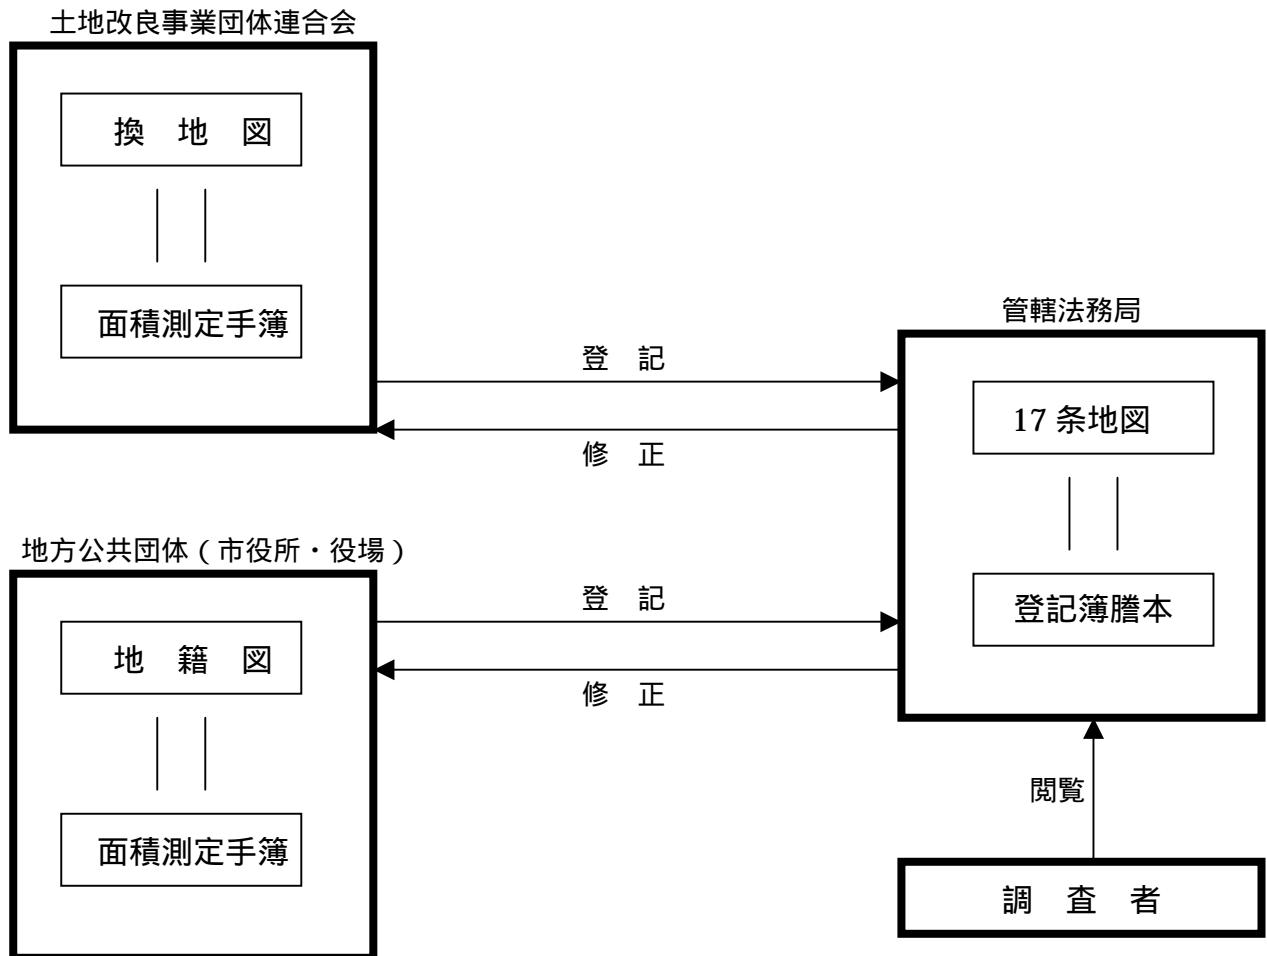 土地改良事業団体連合会
換 地 図
面積測定手簿
登 記
修 正
管轄法務局
17 条地図
登記簿謄本
地方公共団体（市役所・役場）
地 籍 図
面積測定手簿
登 記
修 正
閲覧
調 査 者